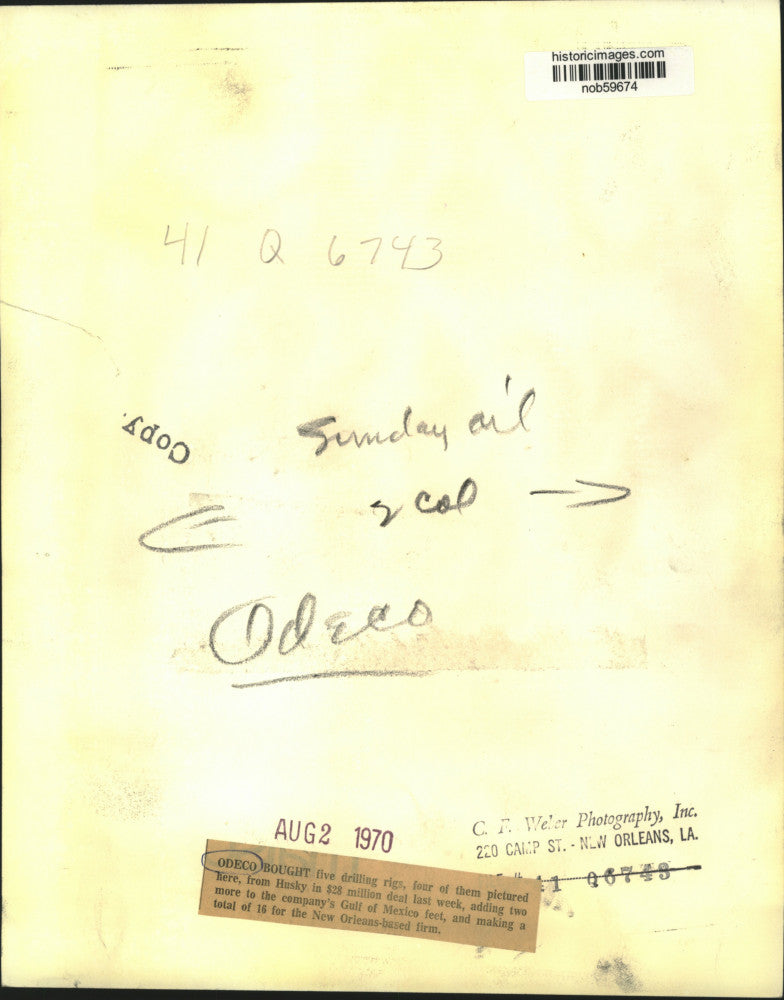 historicimages.com
nob59674
41 Q 6743
Copy.
Sunday oil
2 col
Odeco
AUG 2 1970
C. F. Weber Photography, Inc.
220 CAMP ST. - NEW ORLEANS, LA.
# 41 Q6743
ODECO BOUGHT five drilling rigs, four of them pictured
here, from Husky in $28 million deal last week, adding two
more to the company's Gulf of Mexico feet, and making a
total of 16 for the New Orleans-based firm.